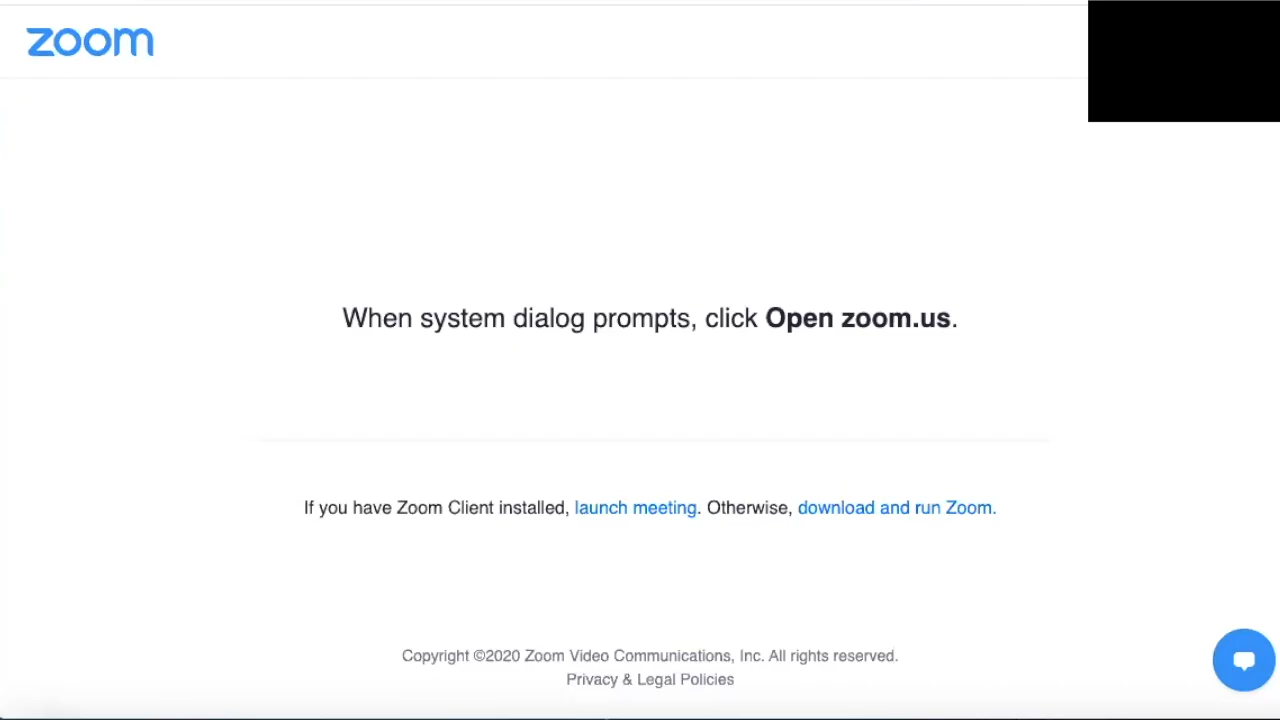 zoom
When system dialog prompts, click Open zoom.us.
If you have Zoom Client installed, launch meeting. Otherwise, download and run Zoom.
Copyright ©2020 Zoom Video Communications, Inc. All rights reserved.
Privacy & Legal Policies